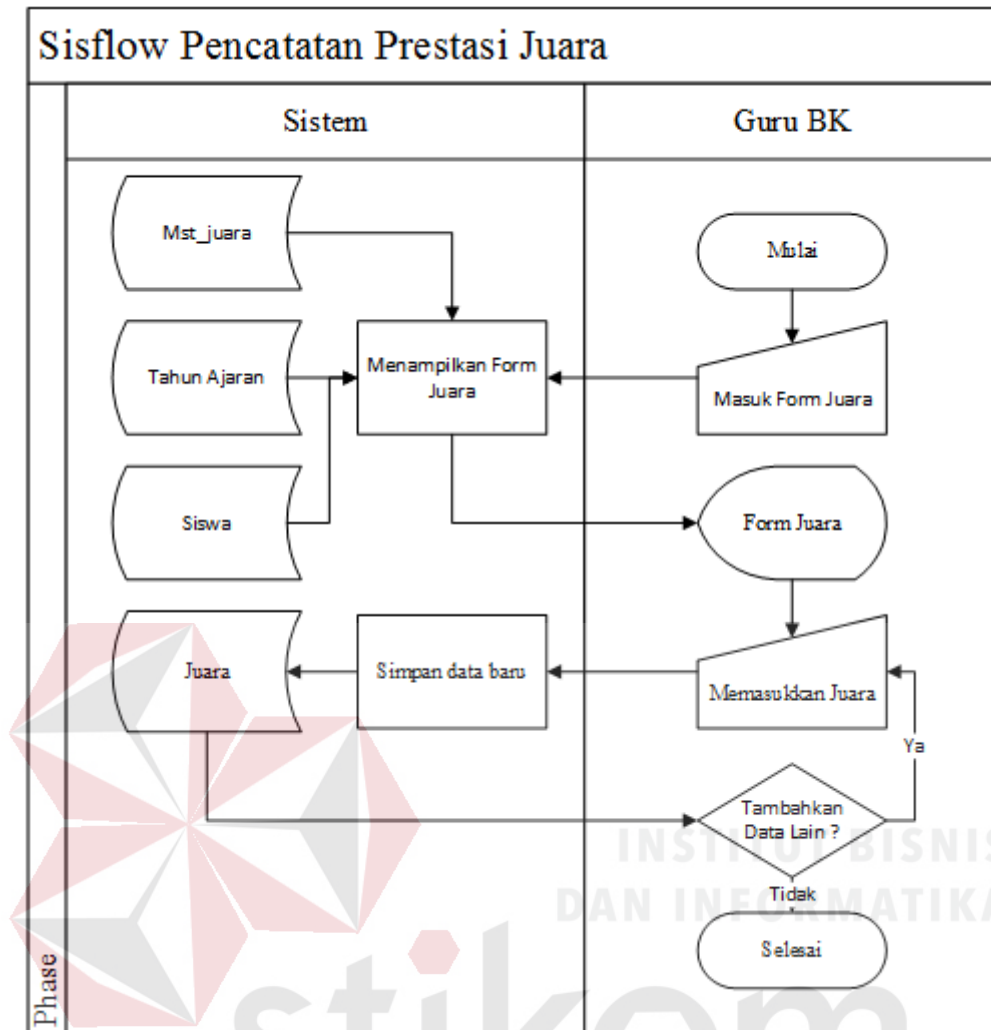 Sisflow Pencatatan Prestasi Juara
Sistem
Guru BK
Mst_juara
Mulai
Tahun Ajaran
Menampilkan Form
Juara
Masuk Form Juara
Siswa
Form Juara
Juara
Simpan data baru
Memasukkan Juara
Ya
Tambahkan
Data Lain ?
INSTITUT BISNIS
DAN INFORMATIKA
Tidak
Selesai
Phase
stikom